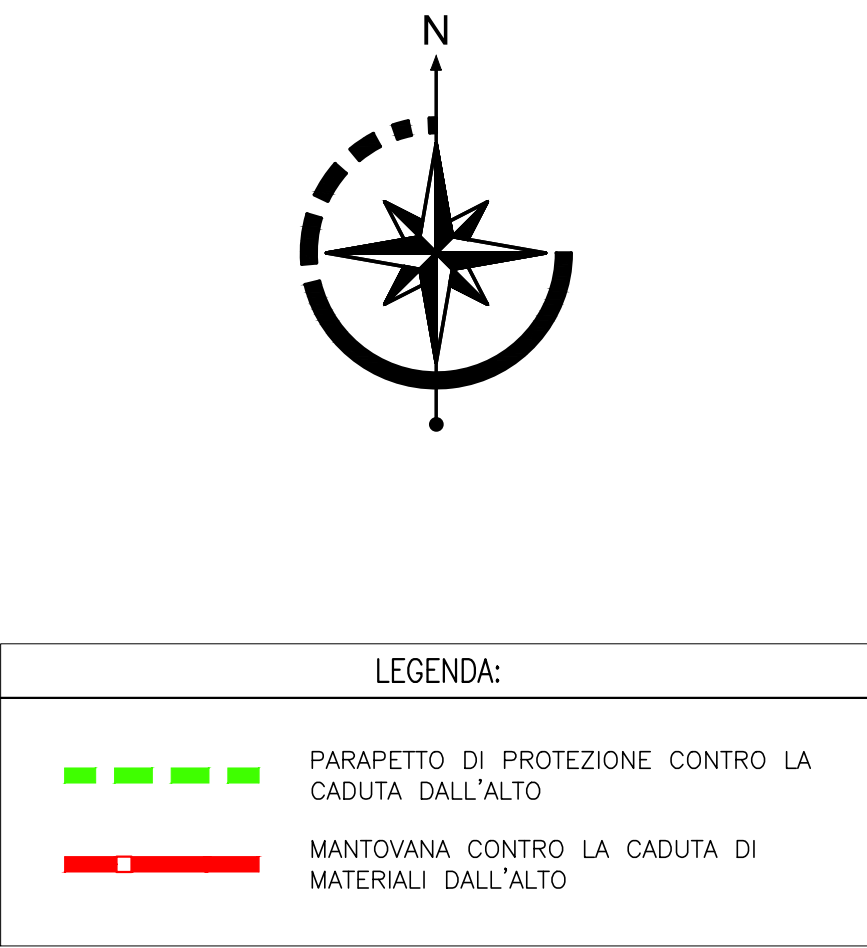 N
LEGENDA:
PARAPETTO DI PROTEZIONE CONTRO LA
CADUTA DALL'ALTO
MANTOVANA CONTRO LA CADUTA DI
MATERIALI DALL'ALTO